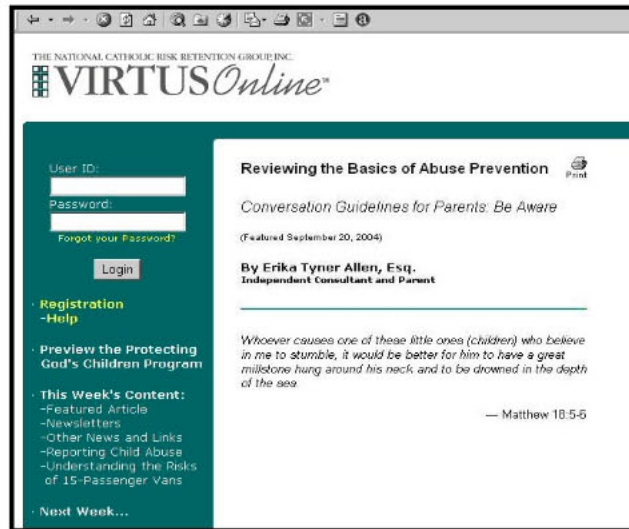 THE NATIONAL CATHOLIC RISK RETENTION GROUP, INC.
VIRTUS Online™
User ID:
Password:
Forgot your Password?
Login
· Registration
-Help
· Preview the Protecting
God's Children Program
· This Week's Content:
-Featured Article
-Newsletters
-Other News and Links
-Reporting Child Abuse
-Understanding the Risks
of 15-Passenger Vans
· Next Week...
Reviewing the Basics of Abuse Prevention
Print
Conversation Guidelines for Parents: Be Aware
(Featured September 20, 2004)
By Erika Tyner Allen, Esq.
Independent Consultant and Parent
Whoever causes one of these little ones (children) who believe
in me to stumble, it would be better for him to have a great
millstone hung around his neck and to be drowned in the depth
of the sea.
— Matthew 18:5-6